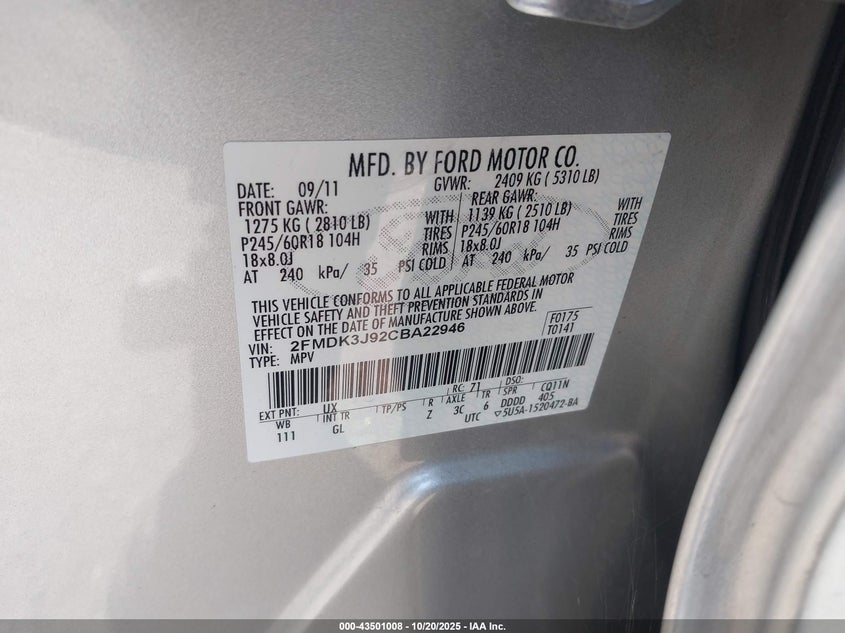 MFD. BY FORD MOTOR CO.
DATE: 09/11 GVWR: 2409 KG ( 5310 LB)
FRONT GAWR: REAR GAWR:
1275 KG ( 2810 LB) WITH 1139 KG ( 2510 LB) WITH
P245/60R18 104H TIRES P245/60R18 104H TIRES
18x8.0J RIMS 18x8.0J RIMS
AT 240 kPa/ 35 PSI COLD AT 240 kPa/ 35 PSI COLD
THIS VEHICLE CONFORMS TO ALL APPLICABLE FEDERAL MOTOR
VEHICLE SAFETY AND THEFT PREVENTION STANDARDS IN
EFFECT ON THE DATE OF MANUFACTURE SHOWN ABOVE.
VIN: 2FMDK3J92CBA22946 F0175
TYPE: MPV T0141
RC: 71 DSO:
EXT PNT: UX CQ11N
WB INT TR TP/PS R AXLE TR SPR
111 GL Z 3C 6 DDDD 405
UTC ▽5U5A-1520472-BA
000-43501008 | 10/20/2025 - IAA Inc.